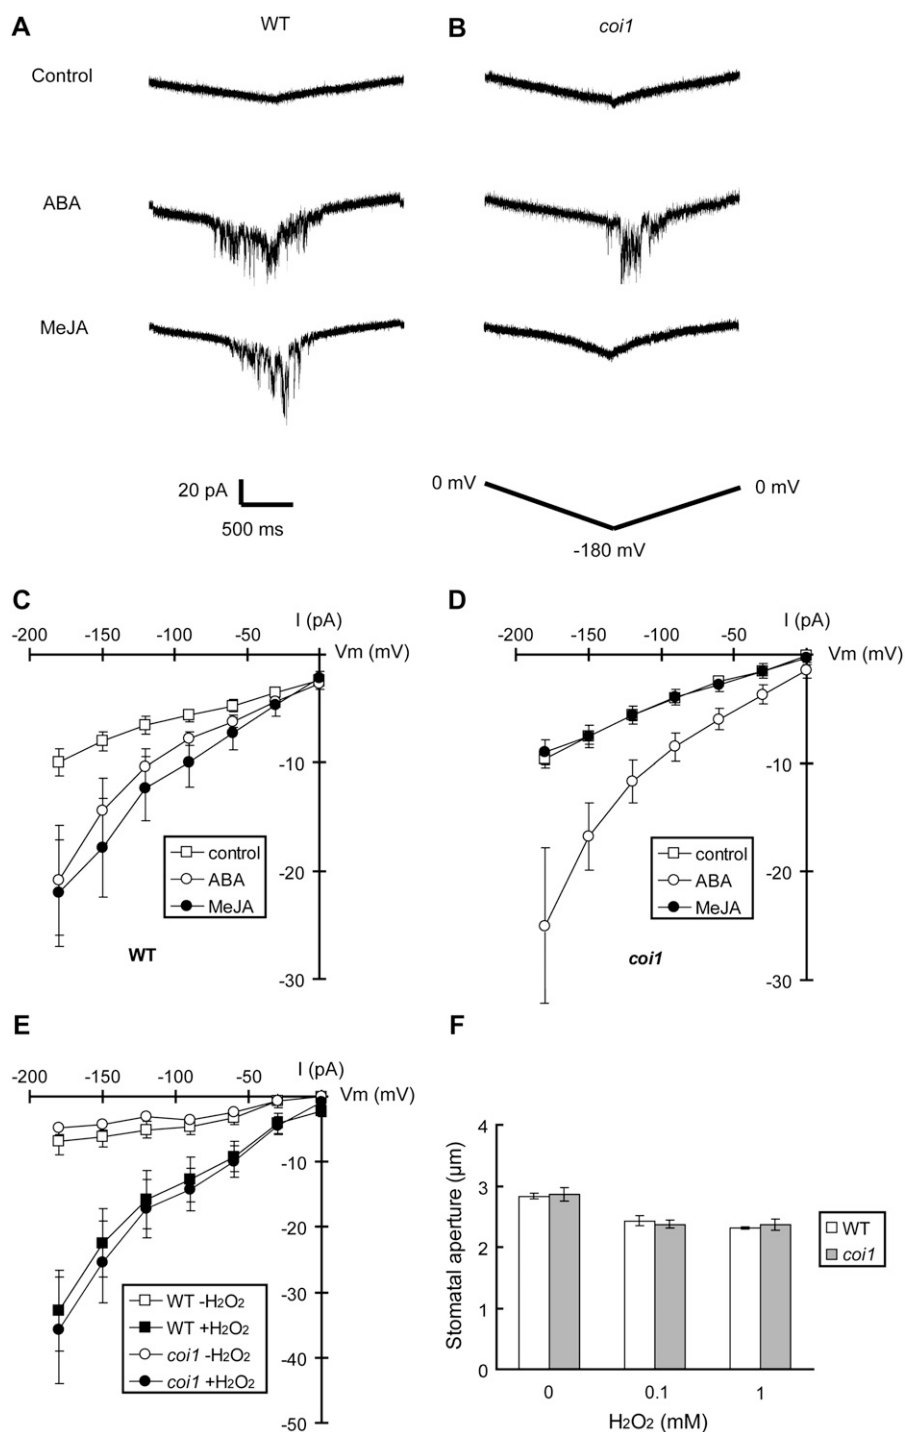 A WT B coi1
Control
ABA
MeJA
20 pA
500 ms
0 mV 0 mV
-180 mV
C
I (pA)
-200 -150 -100 -50
Vm (mV)
-10
-20
-30
control
ABA
MeJA
WT
D
I (pA)
-200 -150 -100 -50
Vm (mV)
-10
-20
-30
control
ABA
MeJA
coi1
E
I (pA)
-200 -150 -100 -50
Vm (mV)
-10
-20
-30
-40
-50
WT -H2O2
WT +H2O2
coi1 -H2O2
coi1 +H2O2
F
Stomatal aperture (μm)
4
3
2
1
0
0 0.1 1
H2O2 (mM)
WT
coi1